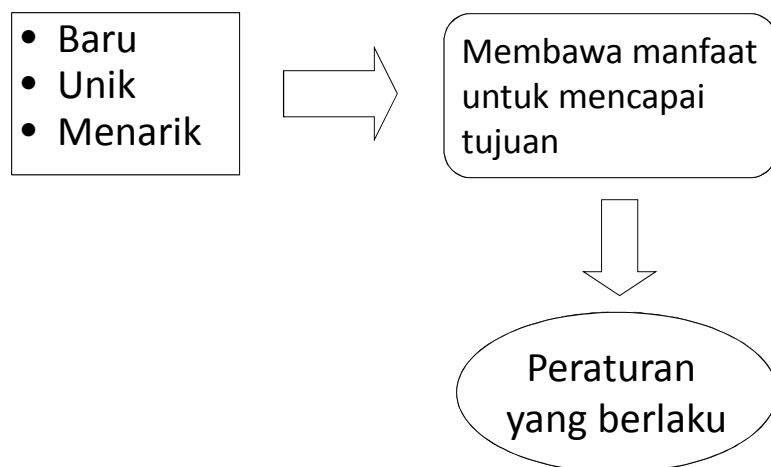 • Baru
• Unik
• Menarik
Membawa manfaat
untuk mencapai
tujuan
Peraturan
yang berlaku